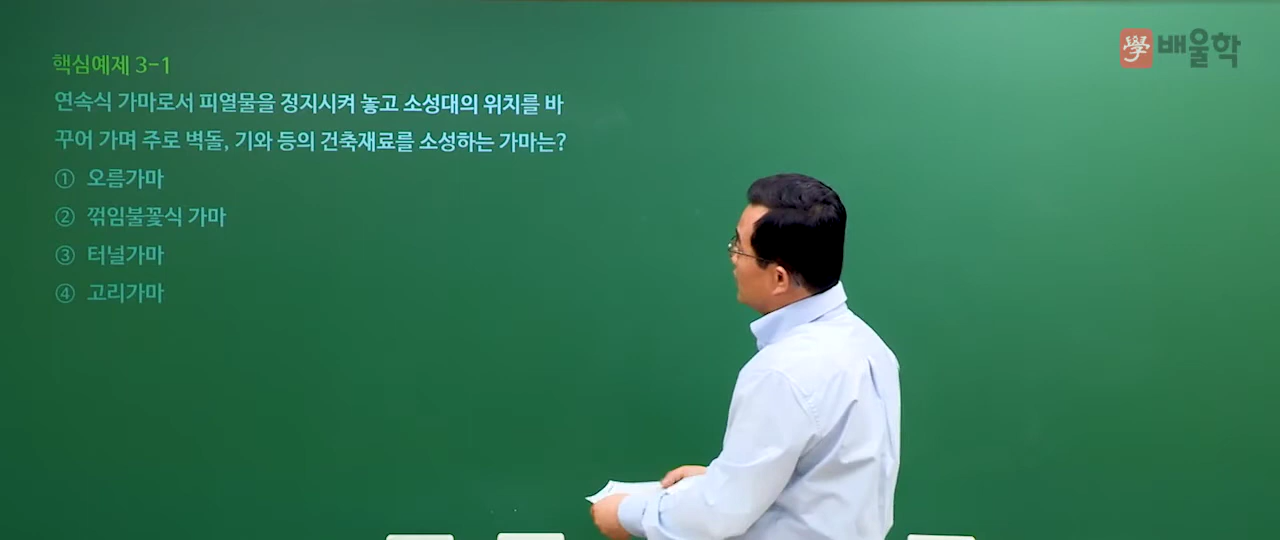 學 배울학
핵심예제 3-1
연속식 가마로서 피열물을 정지시켜 놓고 소성대의 위치를 바
꾸어 가며 주로 벽돌, 기와 등의 건축재료를 소성하는 가마는?
① 오름가마
② 꺾임불꽃식 가마
③ 터널가마
④ 고리가마